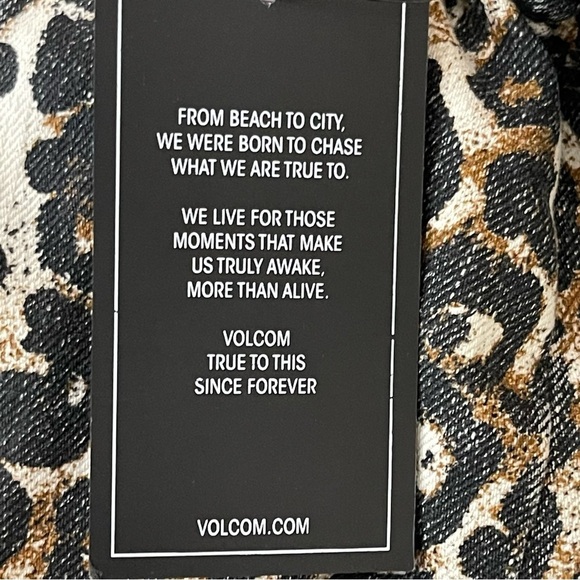 FROM BEACH TO CITY,
WE WERE BORN TO CHASE
WHAT WE ARE TRUE TO.
WE LIVE FOR THOSE
MOMENTS THAT MAKE
US TRULY AWAKE,
MORE THAN ALIVE.
VOLCOM
TRUE TO THIS
SINCE FOREVER
VOLCOM.COM